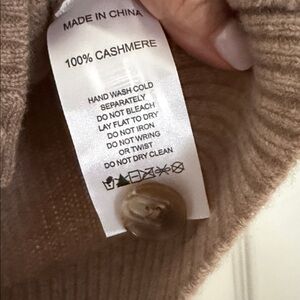 MADE IN CHINA
100% CASHMERE
HAND WASH COLD
SEPARATELY
DO NOT BLEACH
LAY FLAT TO DRY
DO NOT IRON
DO NOT WRING
OR TWIST
DO NOT DRY CLEAN